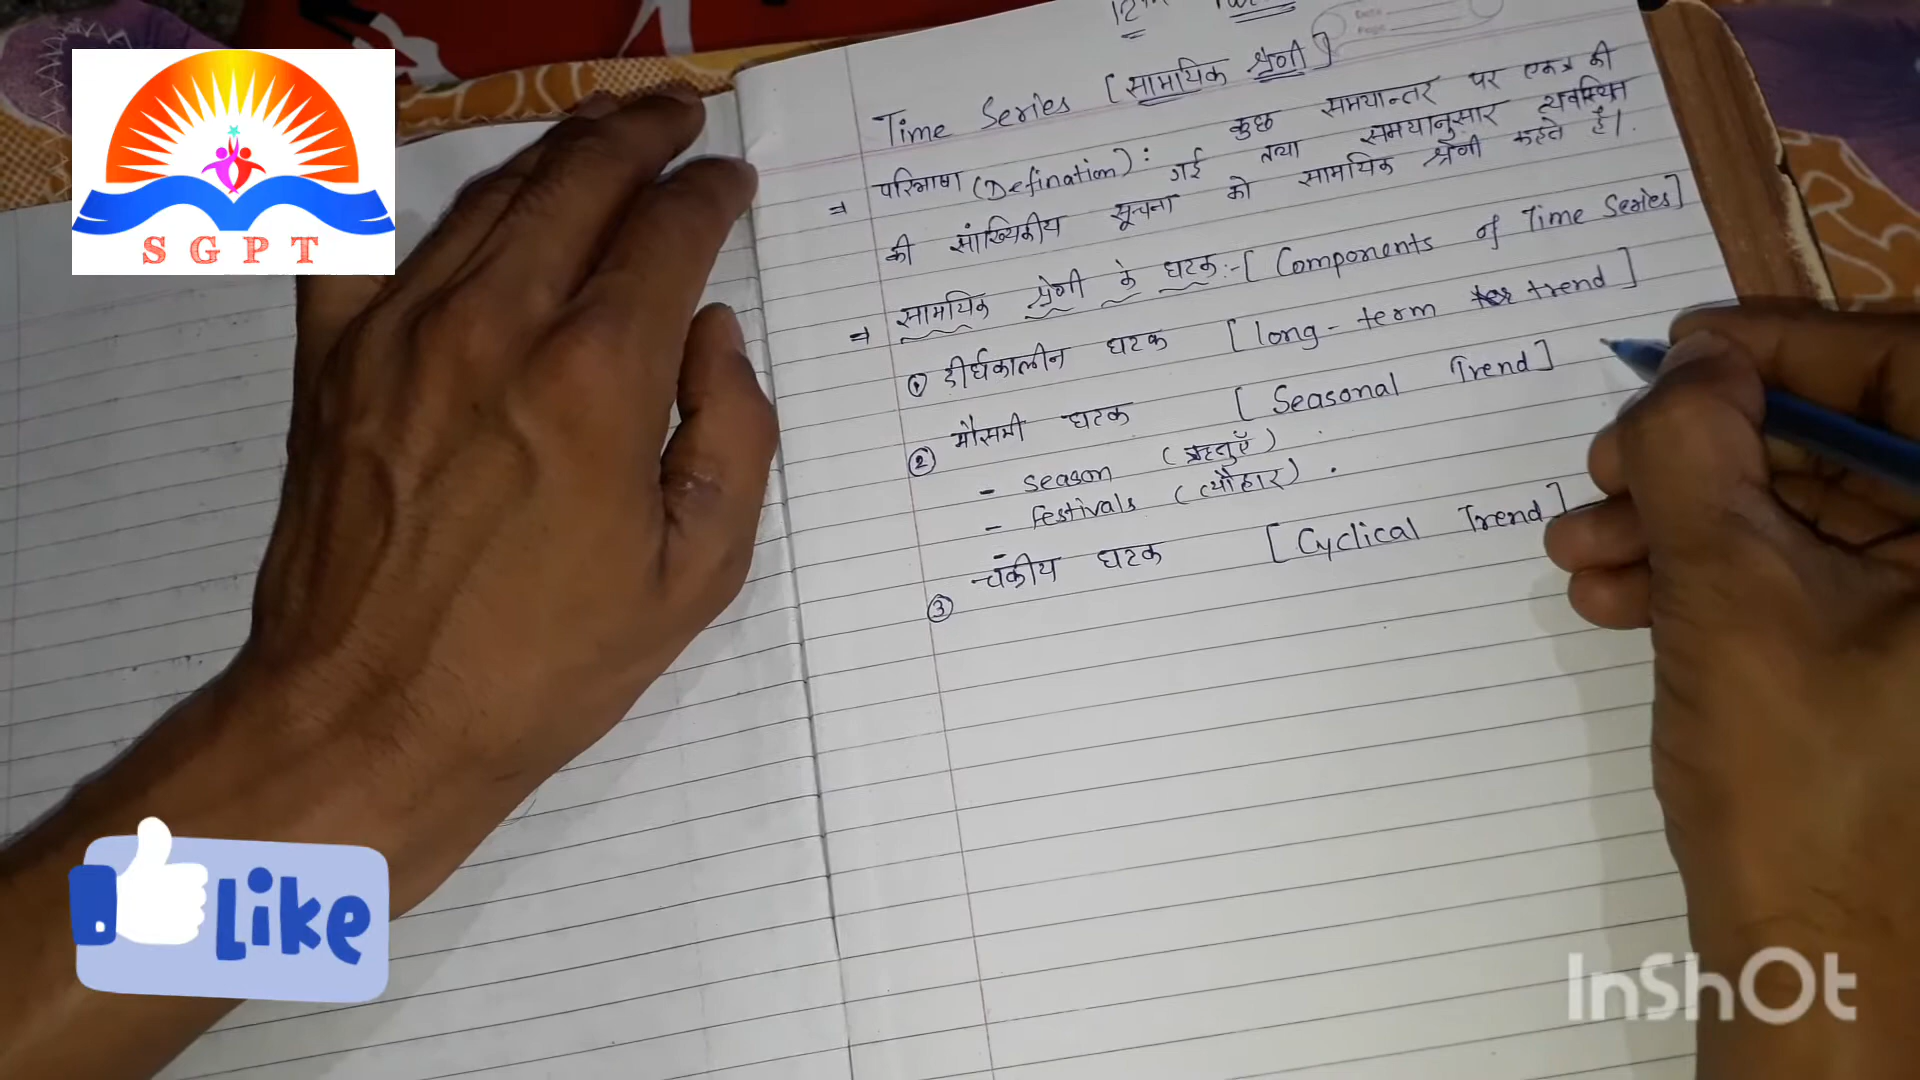 12th
Time Series [सामयिक श्रेणी]
⇒ परिभाषा (Defination) : कुछ समयान्तर पर एकत्र की
गई तथा समयानुसार व्यवस्थित
की सांख्यिकीय सूचना को सामयिक श्रेणी कहते हैं।.
⇒ सामयिक श्रेणी के घटक :- [Components of Time Series]
① दीर्घकालीन घटक [long-term trend]
② मौसमी घटक [Seasonal Trend]
- Season (ऋतुएँ)
- festivals (त्यौहार) .
③ चक्रीय घटक [Cyclical Trend]
SGPT
Like
InShOt